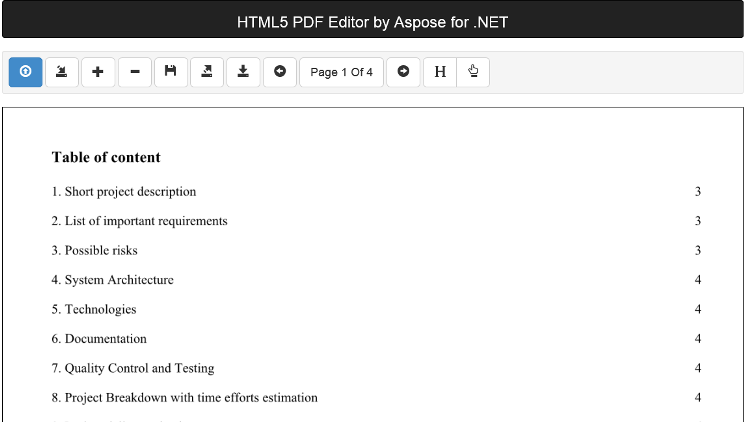 HTML5 PDF Editor by Aspose for .NET
Page 1 Of 4 H
Table of content
1. Short project description 3
2. List of important requirements 3
3. Possible risks 3
4. System Architecture 4
5. Technologies 4
6. Documentation 4
7. Quality Control and Testing 4
8. Project Breakdown with time efforts estimation 4